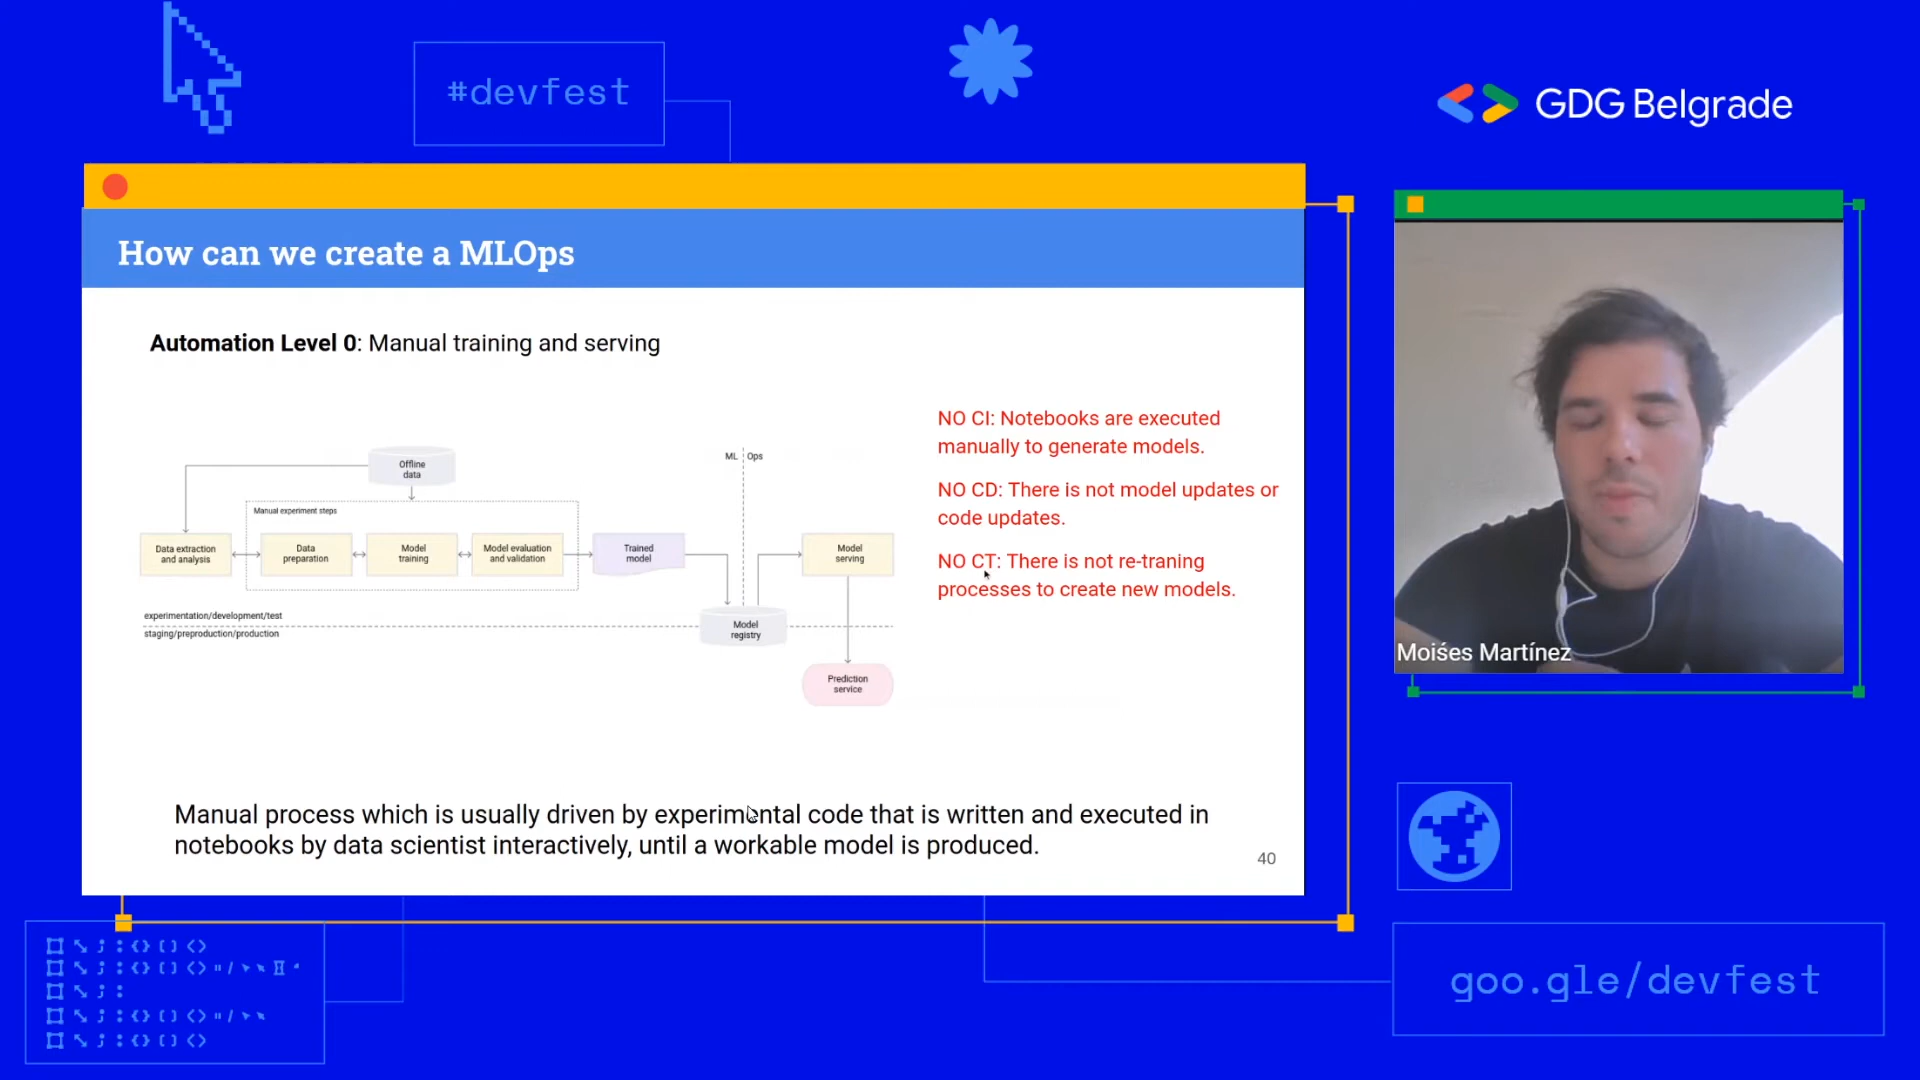 #devfest
GDG Belgrade
How can we create a MLOps
Automation Level 0: Manual training and serving
NO CI: Notebooks are executed
manually to generate models.
NO CD: There is not model updates or
code updates.
NO CT: There is not re-traning
processes to create new models.
Offline
data
ML
Ops
Manual experiment steps
Data extraction
and analysis
Data
preparation
Model
training
Model evaluation
and validation
Trained
model
Model
serving
experimentation/development/test
staging/preproduction/production
Model
registry
Prediction
service
Manual process which is usually driven by experimental code that is written and executed in
notebooks by data scientist interactively, until a workable model is produced.
40
Moiśes Martínez
goo.gle/devfest